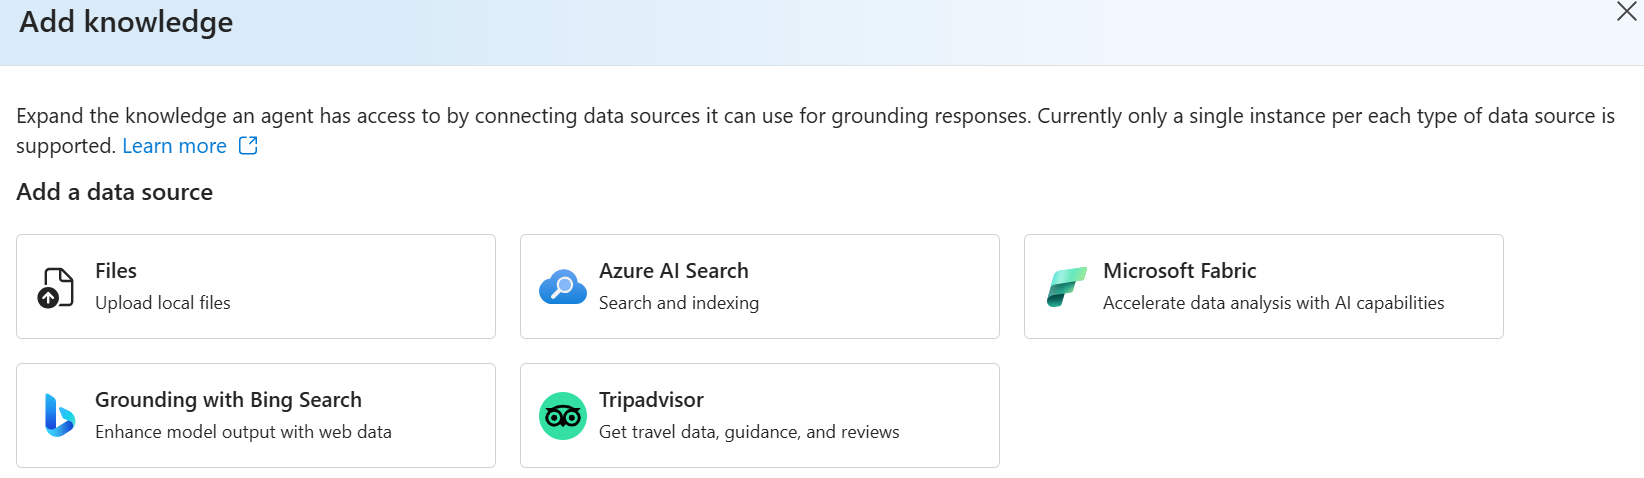 Add knowledge
Expand the knowledge an agent has access to by connecting data sources it can use for grounding responses. Currently only a single instance per each type of data source is
supported. Learn more
Add a data source
Files
Upload local files
Azure AI Search
Search and indexing
Microsoft Fabric
Accelerate data analysis with AI capabilities
Grounding with Bing Search
Enhance model output with web data
Tripadvisor
Get travel data, guidance, and reviews